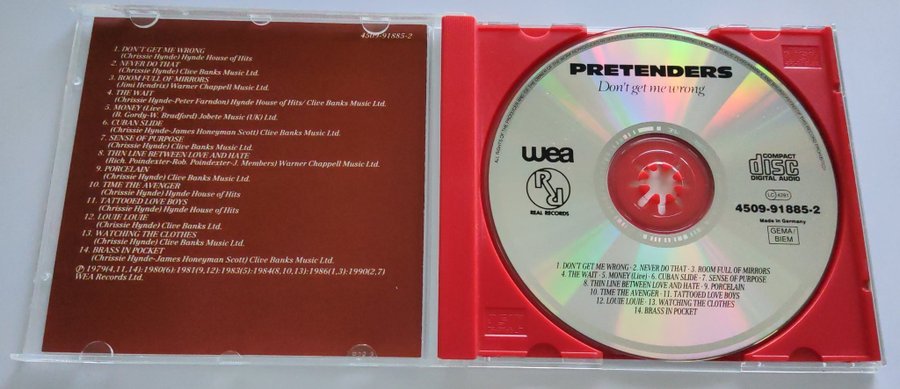 4509-91885-2
1. DON'T GET ME WRONG
(Chrissie Hynde) Hynde House of Hits
2. NEVER DO THAT
(Chrissie Hynde) Clive Banks Music Ltd.
3. ROOM FULL OF MIRRORS
(Jimi Hendrix) Warner Chappell Music Ltd.
4. THE WAIT
(Chrissie Hynde-Peter Farndon) Hynde House of Hits/ Clive Banks Music Ltd.
5. MONEY (Live)
(B. Gordy-W. Bradford) Jobete Music (UK) Ltd.
6. CUBAN SLIDE
(Chrissie Hynde-James Honeyman Scott) Clive Banks Music Ltd.
7. SENSE OF PURPOSE
(Chrissie Hynde) Clive Banks Music Ltd.
8. THIN LINE BETWEEN LOVE AND HATE
(Rich. Poindexter-Rob. Poindexter-J. Members) Warner Chappell Music Ltd.
9. PORCELAIN
(Chrissie Hynde) Clive Banks Music Ltd.
10. TIME THE AVENGER
(Chrissie Hynde) Hynde House of Hits
11. TATTOOED LOVE BOYS
(Chrissie Hynde) Hynde House of Hits
12. LOUIE LOUIE
(Chrissie Hynde) Clive Banks Music Ltd.
13. WATCHING THE CLOTHES
(Chrissie Hynde) Clive Banks Music Ltd.
14. BRASS IN POCKET
(Chrissie Hynde-James Honeyman Scott) Clive Banks Music Ltd.
℗ 1979(4,11,14)·1980(6)·1981(9,12)·1983(5)·1984(8,10,13)·1986(1,3)·1990(2,7)
WEA Records Ltd.
PRETENDERS
Don't get me wrong
wea
REAL RECORDS
COMPACT
disc
DIGITAL AUDIO
LC 4281
4509-91885-2
Made in Germany
GEMA/
BIEM
1. DON'T GET ME WRONG · 2. NEVER DO THAT · 3. ROOM FULL OF MIRRORS
4. THE WAIT · 5. MONEY (Live) · 6. CUBAN SLIDE · 7. SENSE OF PURPOSE
8. THIN LINE BETWEEN LOVE AND HATE · 9. PORCELAIN
10. TIME THE AVENGER · 11. TATTOOED LOVE BOYS
12. LOUIE LOUIE · 13. WATCHING THE CLOTHES
14. BRASS IN POCKET